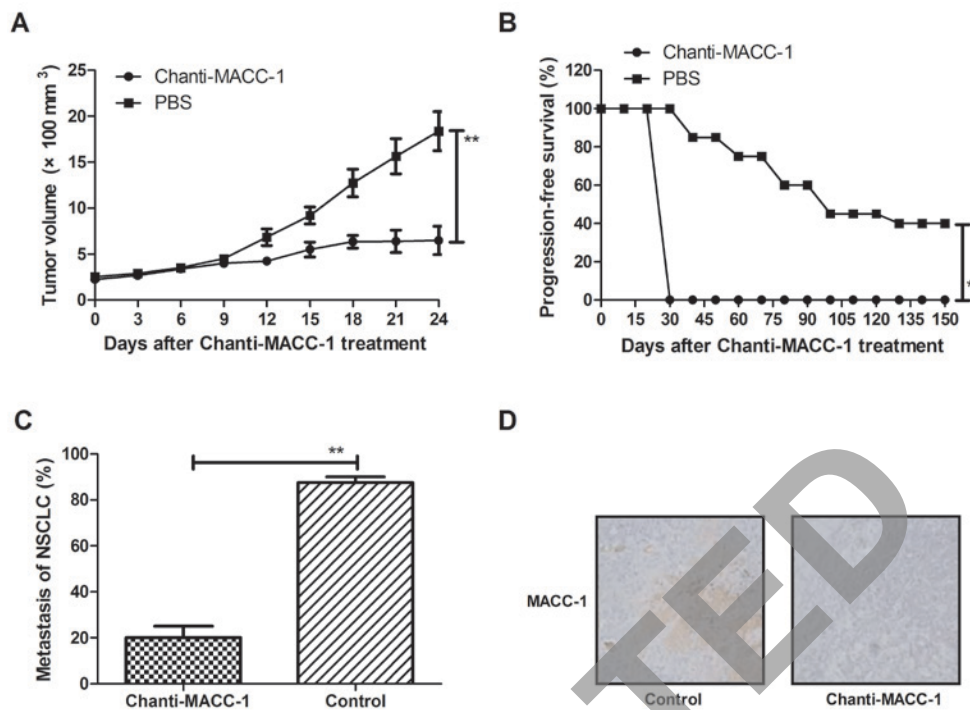 A
Chanti-MACC-1
PBS
Tumor volume (× 100 mm ³)
25
20
15
10
5
0
**
0 3 6 9 12 15 18 21 24
Days after Chanti-MACC-1 treatment
B
Chanti-MACC-1
PBS
Progression-free survival (%)
120
100
80
60
40
20
0
*
0 15 30 45 60 75 90 105 120 135 150
Days after Chanti-MACC-1 treatment
C
Metastasis of NSCLC (%)
100
80
60
40
20
0
**
Chanti-MACC-1 Control
D
MACC-1
Control Chanti-MACC-1
TED